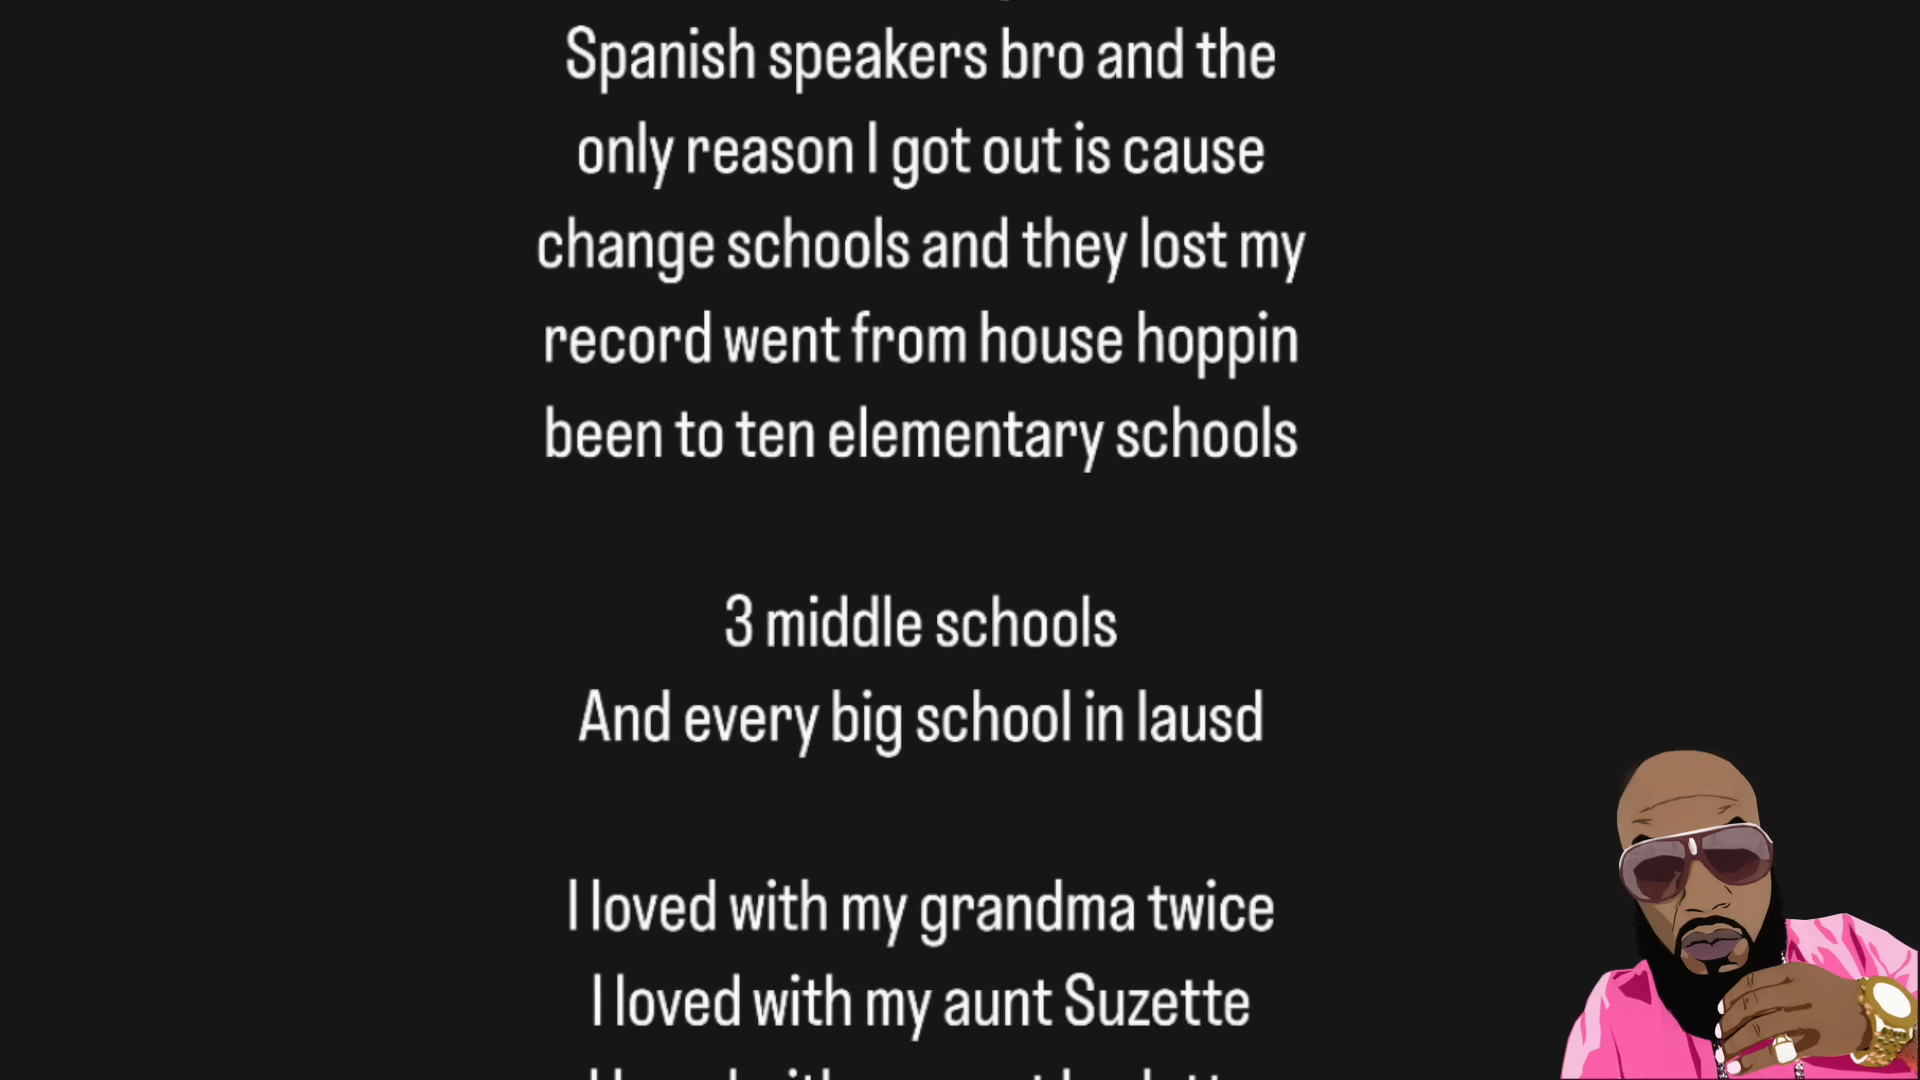 Spanish speakers bro and the
only reason I got out is cause
change schools and they lost my
record went from house hoppin
been to ten elementary schools
3 middle schools
And every big school in lausd
I loved with my grandma twice
I loved with my aunt Suzette